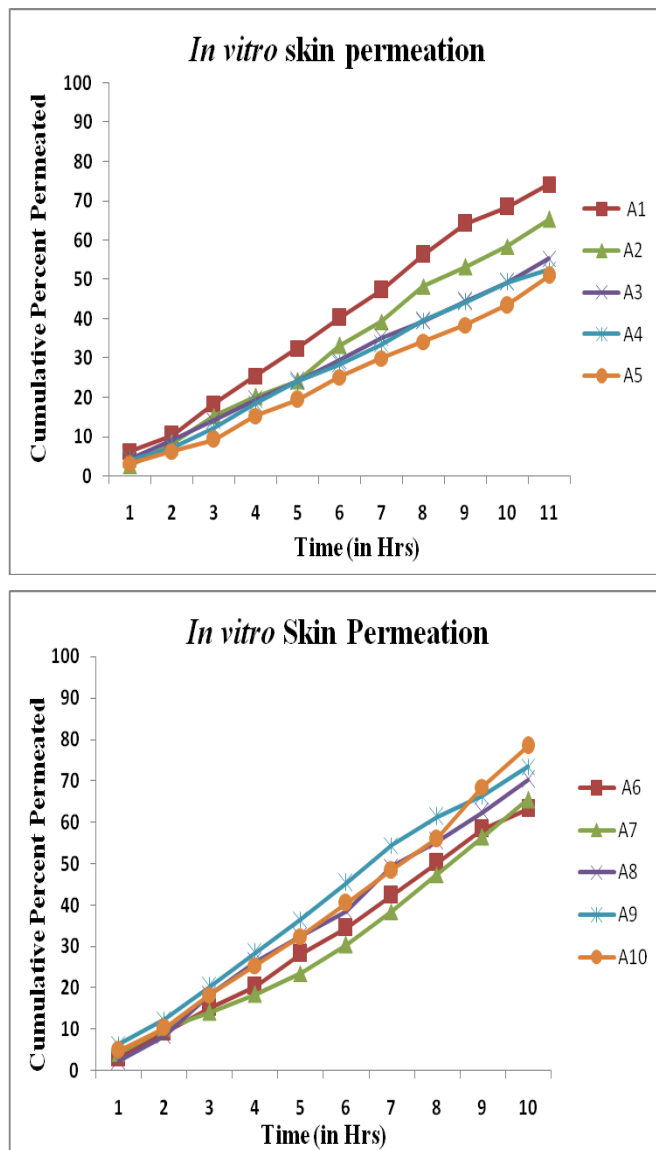 In vitro skin permeation
100
90
80
70
60
50
40
30
20
10
0
Cumulative Percent Permeated
1 2 3 4 5 6 7 8 9 10 11
Time (in Hrs)
A1
A2
A3
A4
A5
In vitro Skin Permeation
100
90
80
70
60
50
40
30
20
10
0
Cumulative Percent Permeated
1 2 3 4 5 6 7 8 9 10
Time (in Hrs)
A6
A7
A8
A9
A10